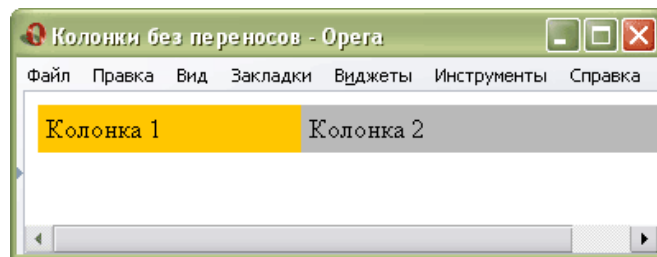 Колонки без переносов - Opera
Файл Правка Вид Закладки Виджеты Инструменты Справка
Колонка 1 Колонка 2